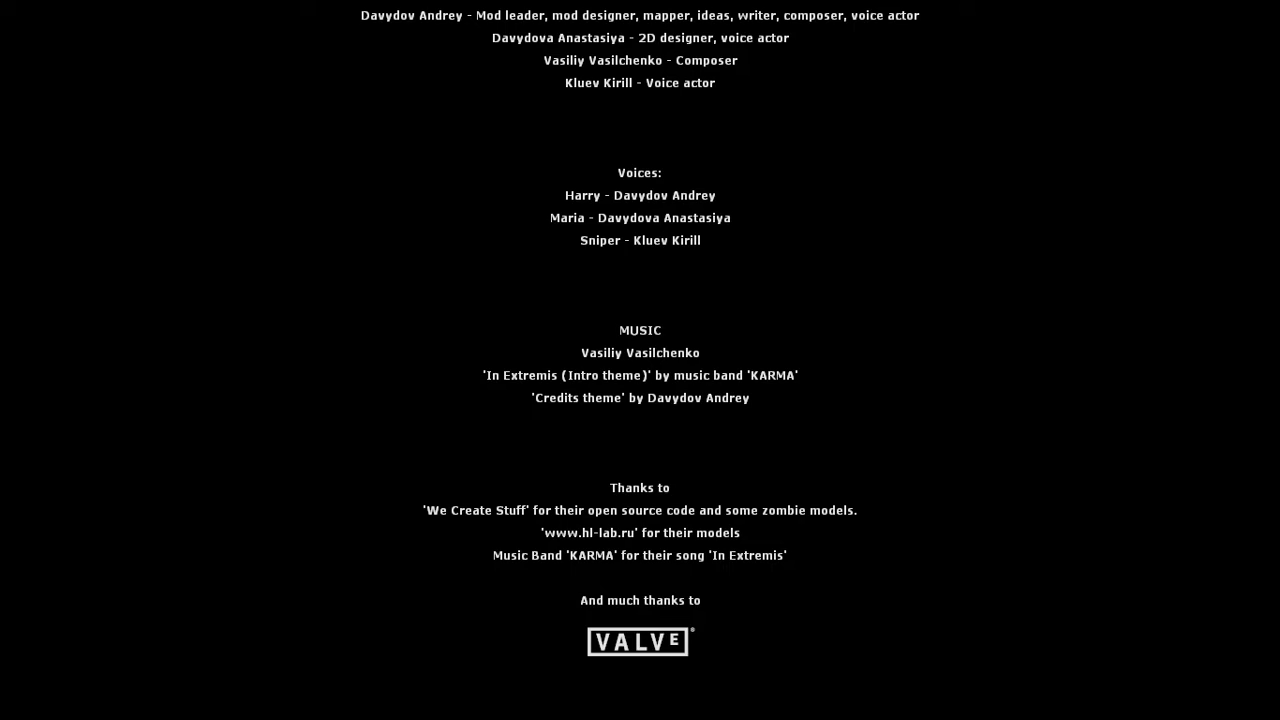 Davydov Andrey - Mod leader, mod designer, mapper, ideas, writer, composer, voice actor
Davydova Anastasiya - 2D designer, voice actor
Vasiliy Vasilchenko - Composer
Kluev Kirill - Voice actor
Voices:
Harry - Davydov Andrey
Maria - Davydova Anastasiya
Sniper - Kluev Kirill
MUSIC
Vasiliy Vasilchenko
'In Extremis (Intro theme)' by music band 'KARMA'
'Credits theme' by Davydov Andrey
Thanks to
'We Create Stuff' for their open source code and some zombie models.
'www.hl-lab.ru' for their models
Music Band 'KARMA' for their song 'In Extremis'
And much thanks to
VALVE®